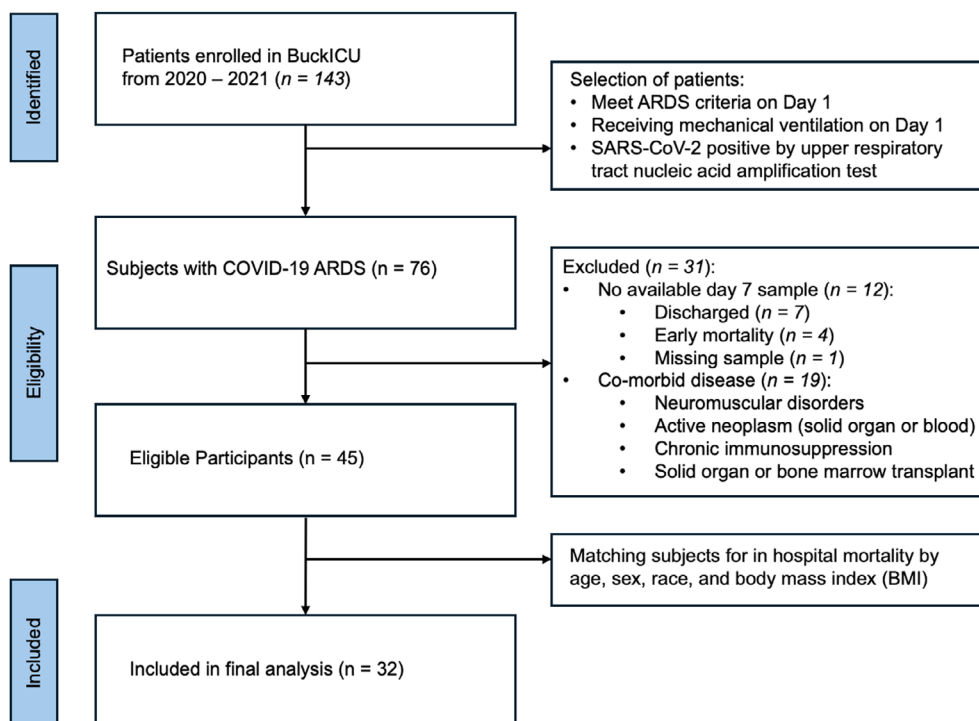 Identified
Patients enrolled in BuckICU
from 2020 – 2021 (n = 143)
Selection of patients:
• Meet ARDS criteria on Day 1
• Receiving mechanical ventilation on Day 1
• SARS-CoV-2 positive by upper respiratory
tract nucleic acid amplification test
Eligibility
Subjects with COVID-19 ARDS (n = 76)
Excluded (n = 31):
• No available day 7 sample (n = 12):
• Discharged (n = 7)
• Early mortality (n = 4)
• Missing sample (n = 1)
• Co-morbid disease (n = 19):
• Neuromuscular disorders
• Active neoplasm (solid organ or blood)
• Chronic immunosuppression
• Solid organ or bone marrow transplant
Eligible Participants (n = 45)
Matching subjects for in hospital mortality by
age, sex, race, and body mass index (BMI)
Included
Included in final analysis (n = 32)